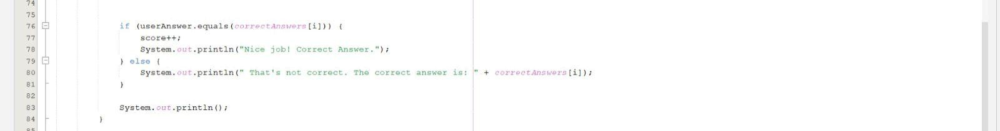 74
75
76 if (userAnswer.equals(correctAnswers[i])) {
77 score++;
78 System.out.println("Nice job! Correct Answer.");
79 } else {
80 System.out.println(" That's not correct. The correct answer is: " + correctAnswers[i]);
81 }
82
83 System.out.println();
84 }
85